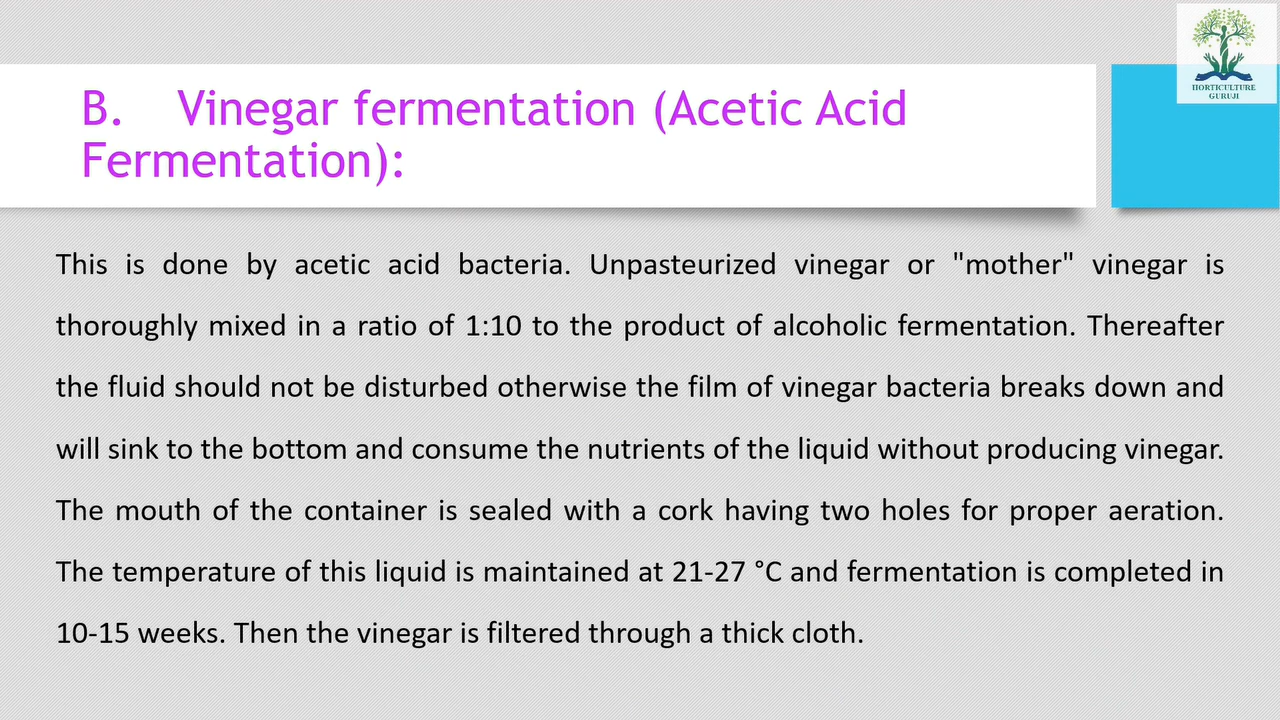 HORTICULTURE
GURUJI
B. Vinegar fermentation (Acetic Acid
Fermentation):
This is done by acetic acid bacteria. Unpasteurized vinegar or "mother" vinegar is
thoroughly mixed in a ratio of 1:10 to the product of alcoholic fermentation. Thereafter
the fluid should not be disturbed otherwise the film of vinegar bacteria breaks down and
will sink to the bottom and consume the nutrients of the liquid without producing vinegar.
The mouth of the container is sealed with a cork having two holes for proper aeration.
The temperature of this liquid is maintained at 21-27 °C and fermentation is completed in
10-15 weeks. Then the vinegar is filtered through a thick cloth.